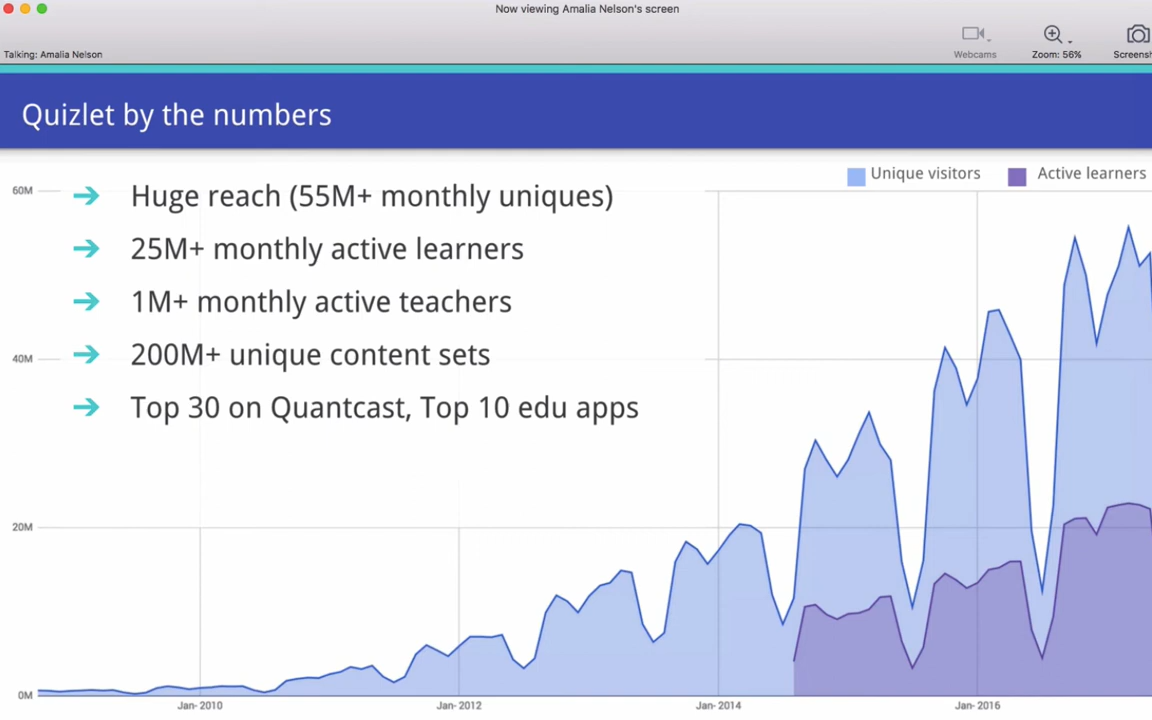 Now viewing Amalia Nelson's screen
Talking: Amalia Nelson
Webcams
Zoom: 56%
Screensh
Quizlet by the numbers
Unique visitors
Active learners
60M
Huge reach (55M+ monthly uniques)
25M+ monthly active learners
1M+ monthly active teachers
40M
200M+ unique content sets
Top 30 on Quantcast, Top 10 edu apps
20M
0M
Jan- 2010
Jan- 2012
Jan- 2014
Jan- 2016